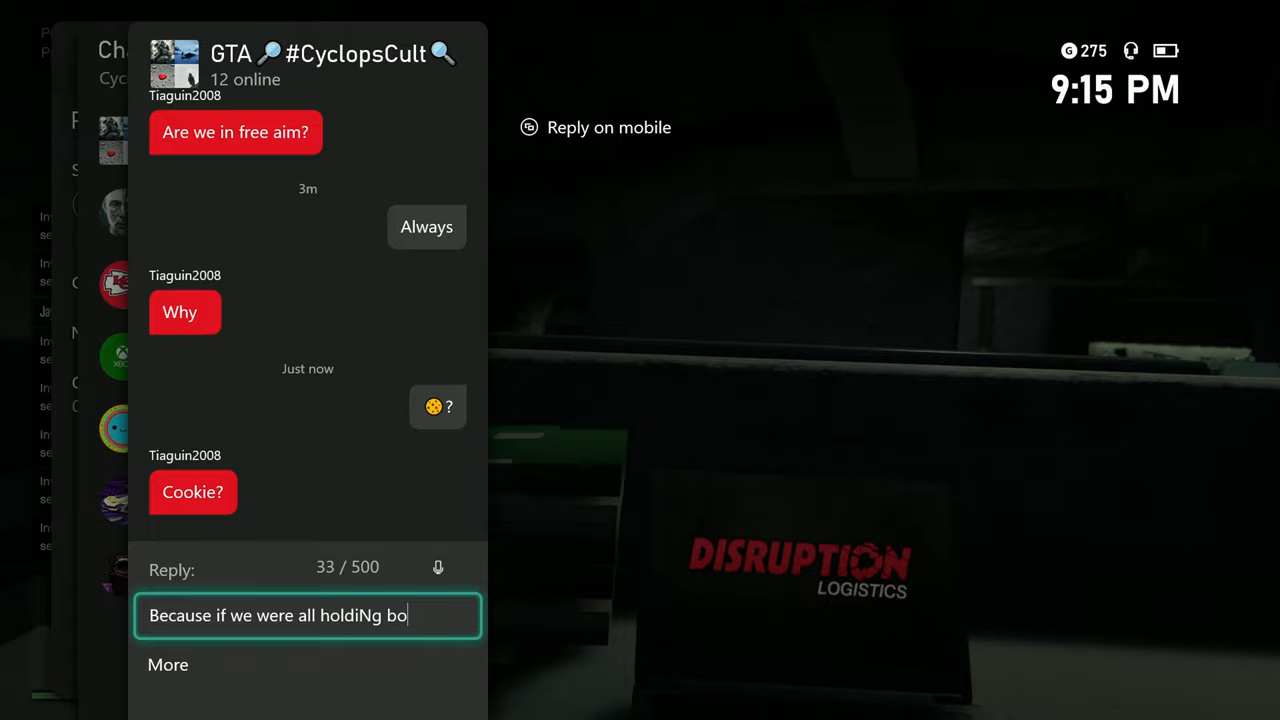 Ch
GTA 🔎#CyclopsCult🔍
Cyc
12 online
Tiaguin2008
Are we in free aim?
3m
Always
Tiaguin2008
Why
Just now
🍪?
Tiaguin2008
Cookie?
Reply: 33 / 500
Because if we were all holdiNg bo
More
Reply on mobile
G 275
9:15 PM
DISRUPTION
LOGISTICS